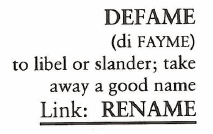 DEFAME
(di FAYME)
to libel or slander; take
away a good name
Link: RENAME